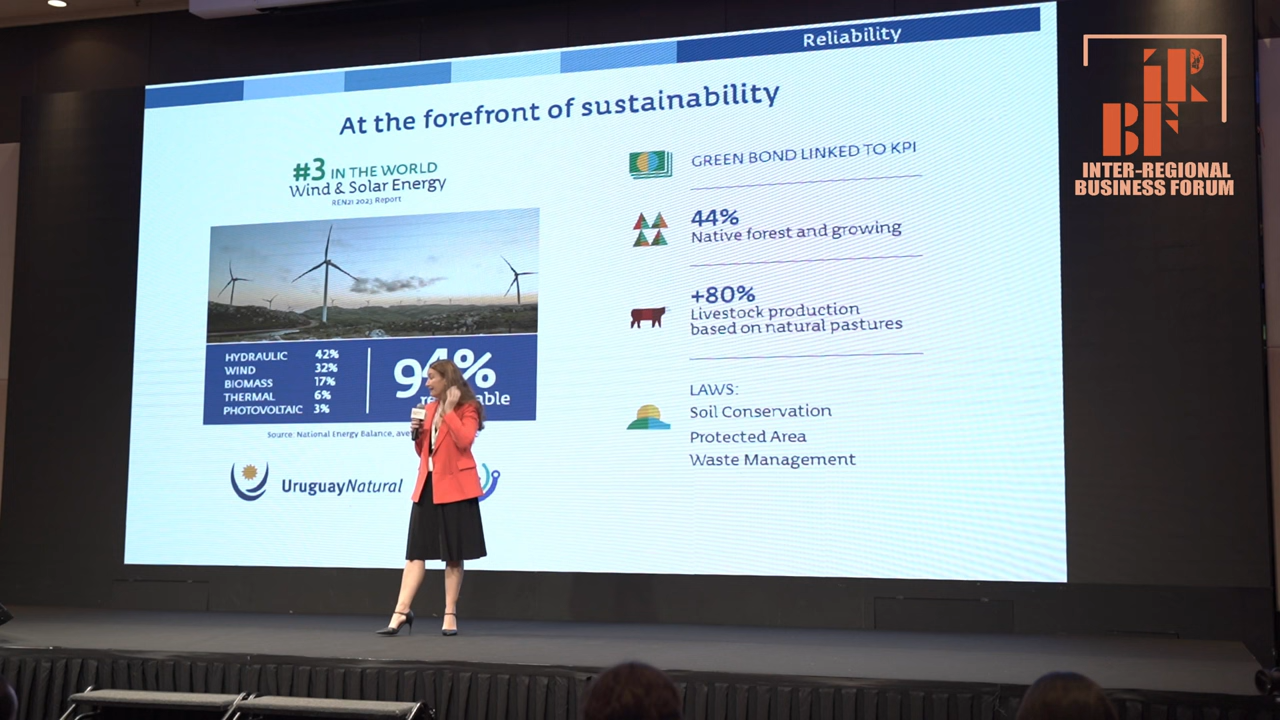 Reliability
At the forefront of sustainability
#3 IN THE WORLD
Wind & Solar Energy
REN21 2023 Report
HYDRAULIC 42%
WIND 32%
BIOMASS 17%
THERMAL 6%
PHOTOVOLTAIC 3%
94%
Source: National Energy Balance,
UruguayNatural
GREEN BOND LINKED TO KPI
44%
Native forest and growing
+80%
Livestock production
based on natural pastures
LAWS:
Soil Conservation
Protected Area
Waste Management
IR
BF
INTER-REGIONAL
BUSINESS FORUM